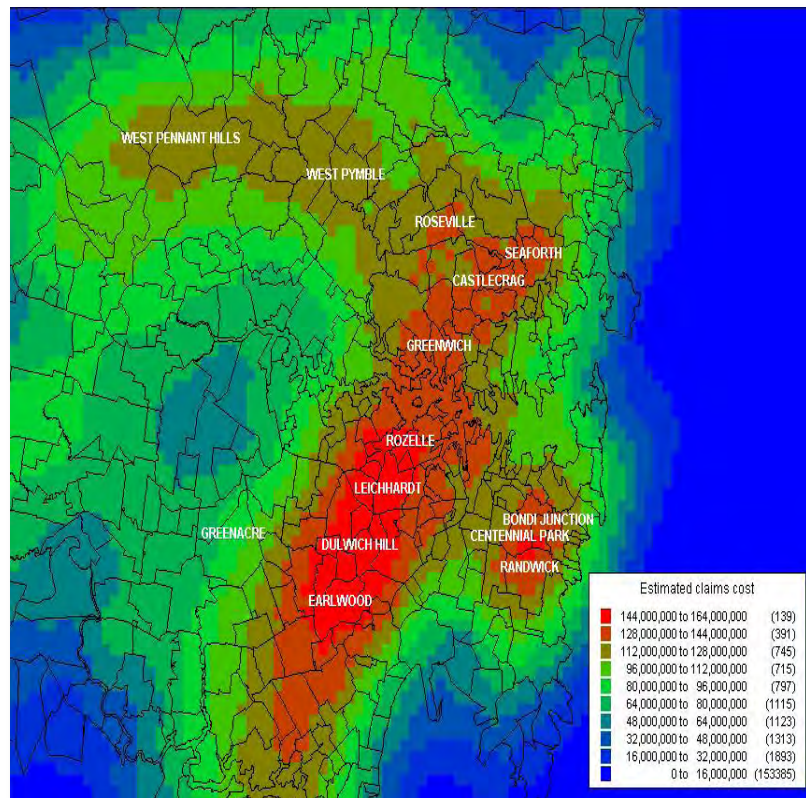 WEST PENNANT HILLS
WEST PYMBLE
ROSEVILLE
SEAFORTH
CASTLECRAG
GREENWICH
ROZELLE
LEICHHARDT
GREENACRE
BONDI JUNCTION
CENTENNIAL PARK
DULWICH HILL
RANDWICK
EARLWOOD
Estimated claims cost
144,000,000 to 164,000,000 (139)
128,000,000 to 144,000,000 (391)
112,000,000 to 128,000,000 (745)
96,000,000 to 112,000,000 (715)
80,000,000 to 96,000,000 (797)
64,000,000 to 80,000,000 (1115)
48,000,000 to 64,000,000 (1123)
32,000,000 to 48,000,000 (1313)
16,000,000 to 32,000,000 (1893)
0 to 16,000,000 (153385)